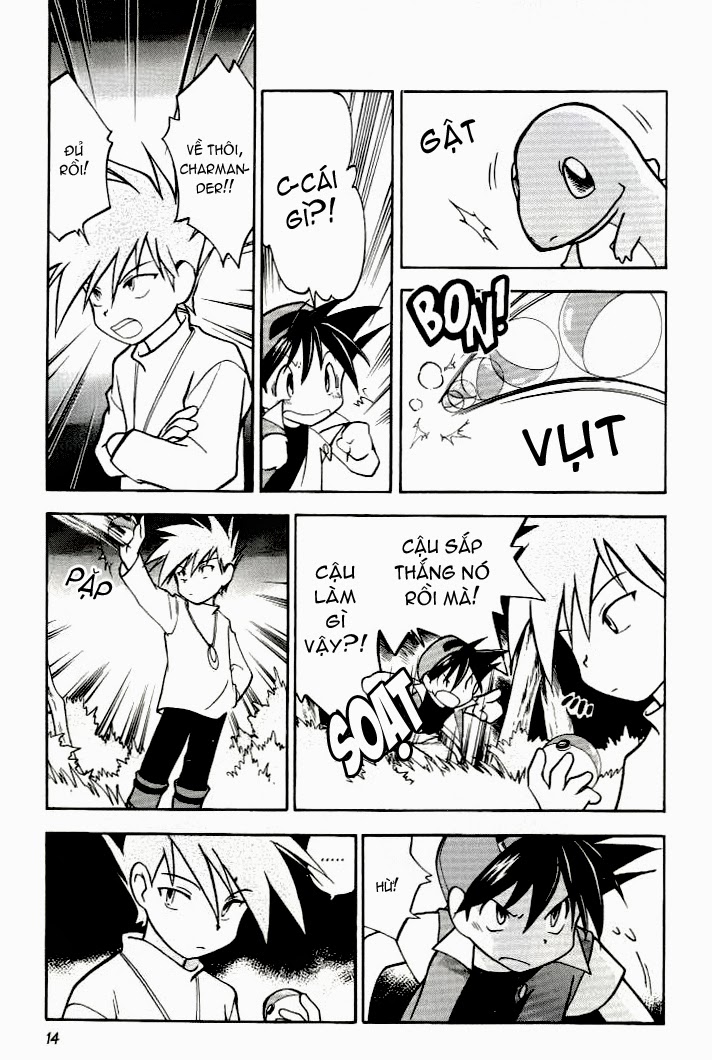 ĐỦ
RỒI!
VỀ THÔI,
CHARMAN-
DER!!
C-CÁI
GÌ?!
GẬT
BON!
VỤT
PẶP
CẬU SẮP
THẮNG NÓ
RỒI MÀ!
CẬU
LÀM
GÌ
VẬY?!
SOẠT
.....
HỪ!
14